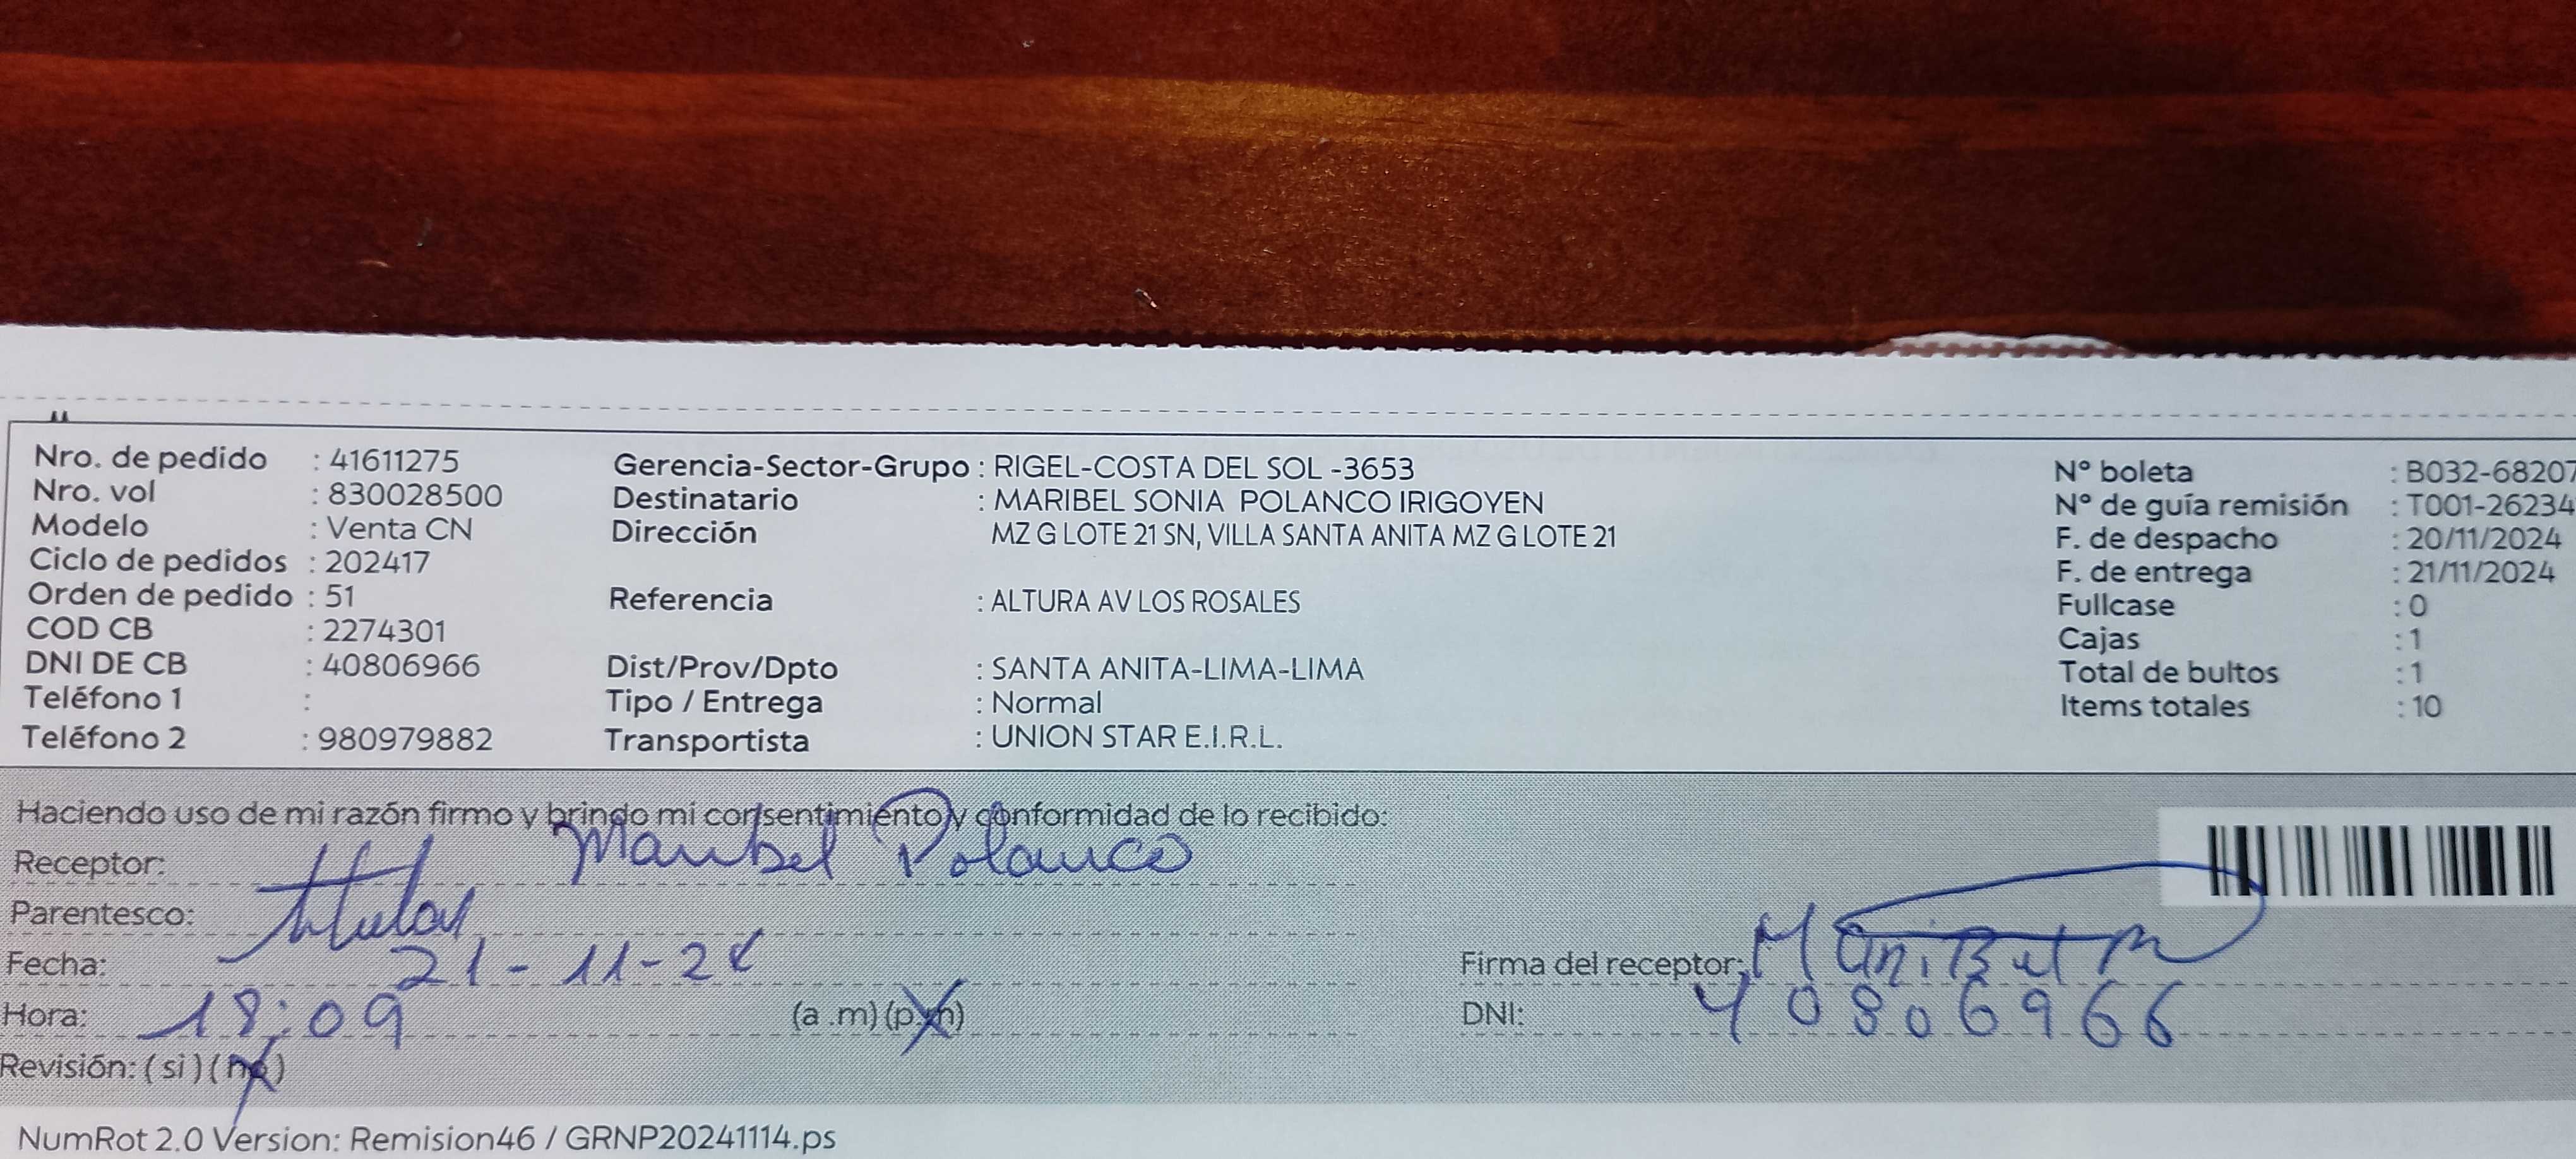 Nro. de pedido : 41611275
Nro. vol : 830028500
Modelo : Venta CN
Ciclo de pedidos : 202417
Orden de pedido : 51
COD CB : 2274301
DNI DE CB : 40806966
Teléfono 1 :
Teléfono 2 : 980979882
Gerencia-Sector-Grupo : RIGEL-COSTA DEL SOL -3653
Destinatario : MARIBEL SONIA POLANCO IRIGOYEN
Dirección MZ G LOTE 21 SN, VILLA SANTA ANITA MZ G LOTE 21
Referencia : ALTURA AV LOS ROSALES
Dist/Prov/Dpto : SANTA ANITA-LIMA-LIMA
Tipo / Entrega : Normal
Transportista : UNION STAR E.I.R.L.
N° boleta : B032-68207
N° de guía remisión : T001-26234
F. de despacho : 20/11/2024
F. de entrega : 21/11/2024
Fullcase : 0
Cajas : 1
Total de bultos : 1
Items totales : 10
Haciendo uso de mi razón firmo y brindo mi consentimiento y conformidad de lo recibido:
Receptor: Maribel Polanco
Parentesco: titular
Fecha: 21-11-24
Firma del receptor:
Hora: 18:09 (a .m) (p.m)
DNI: 40806966
Revisión: ( si ) ( no )
NumRot 2.0 Version: Remision46 / GRNP20241114.ps